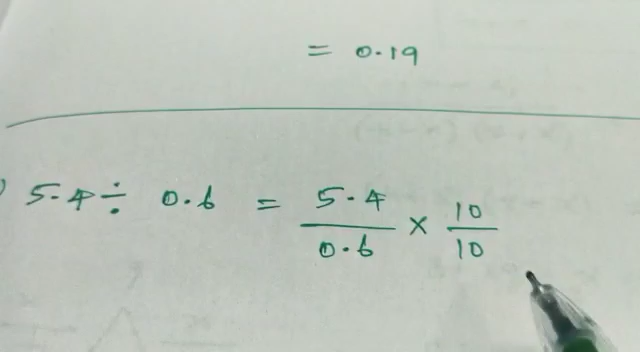 = 0.19
) 5.4 ÷ 0.6 = 5.4/0.6 × 10/10